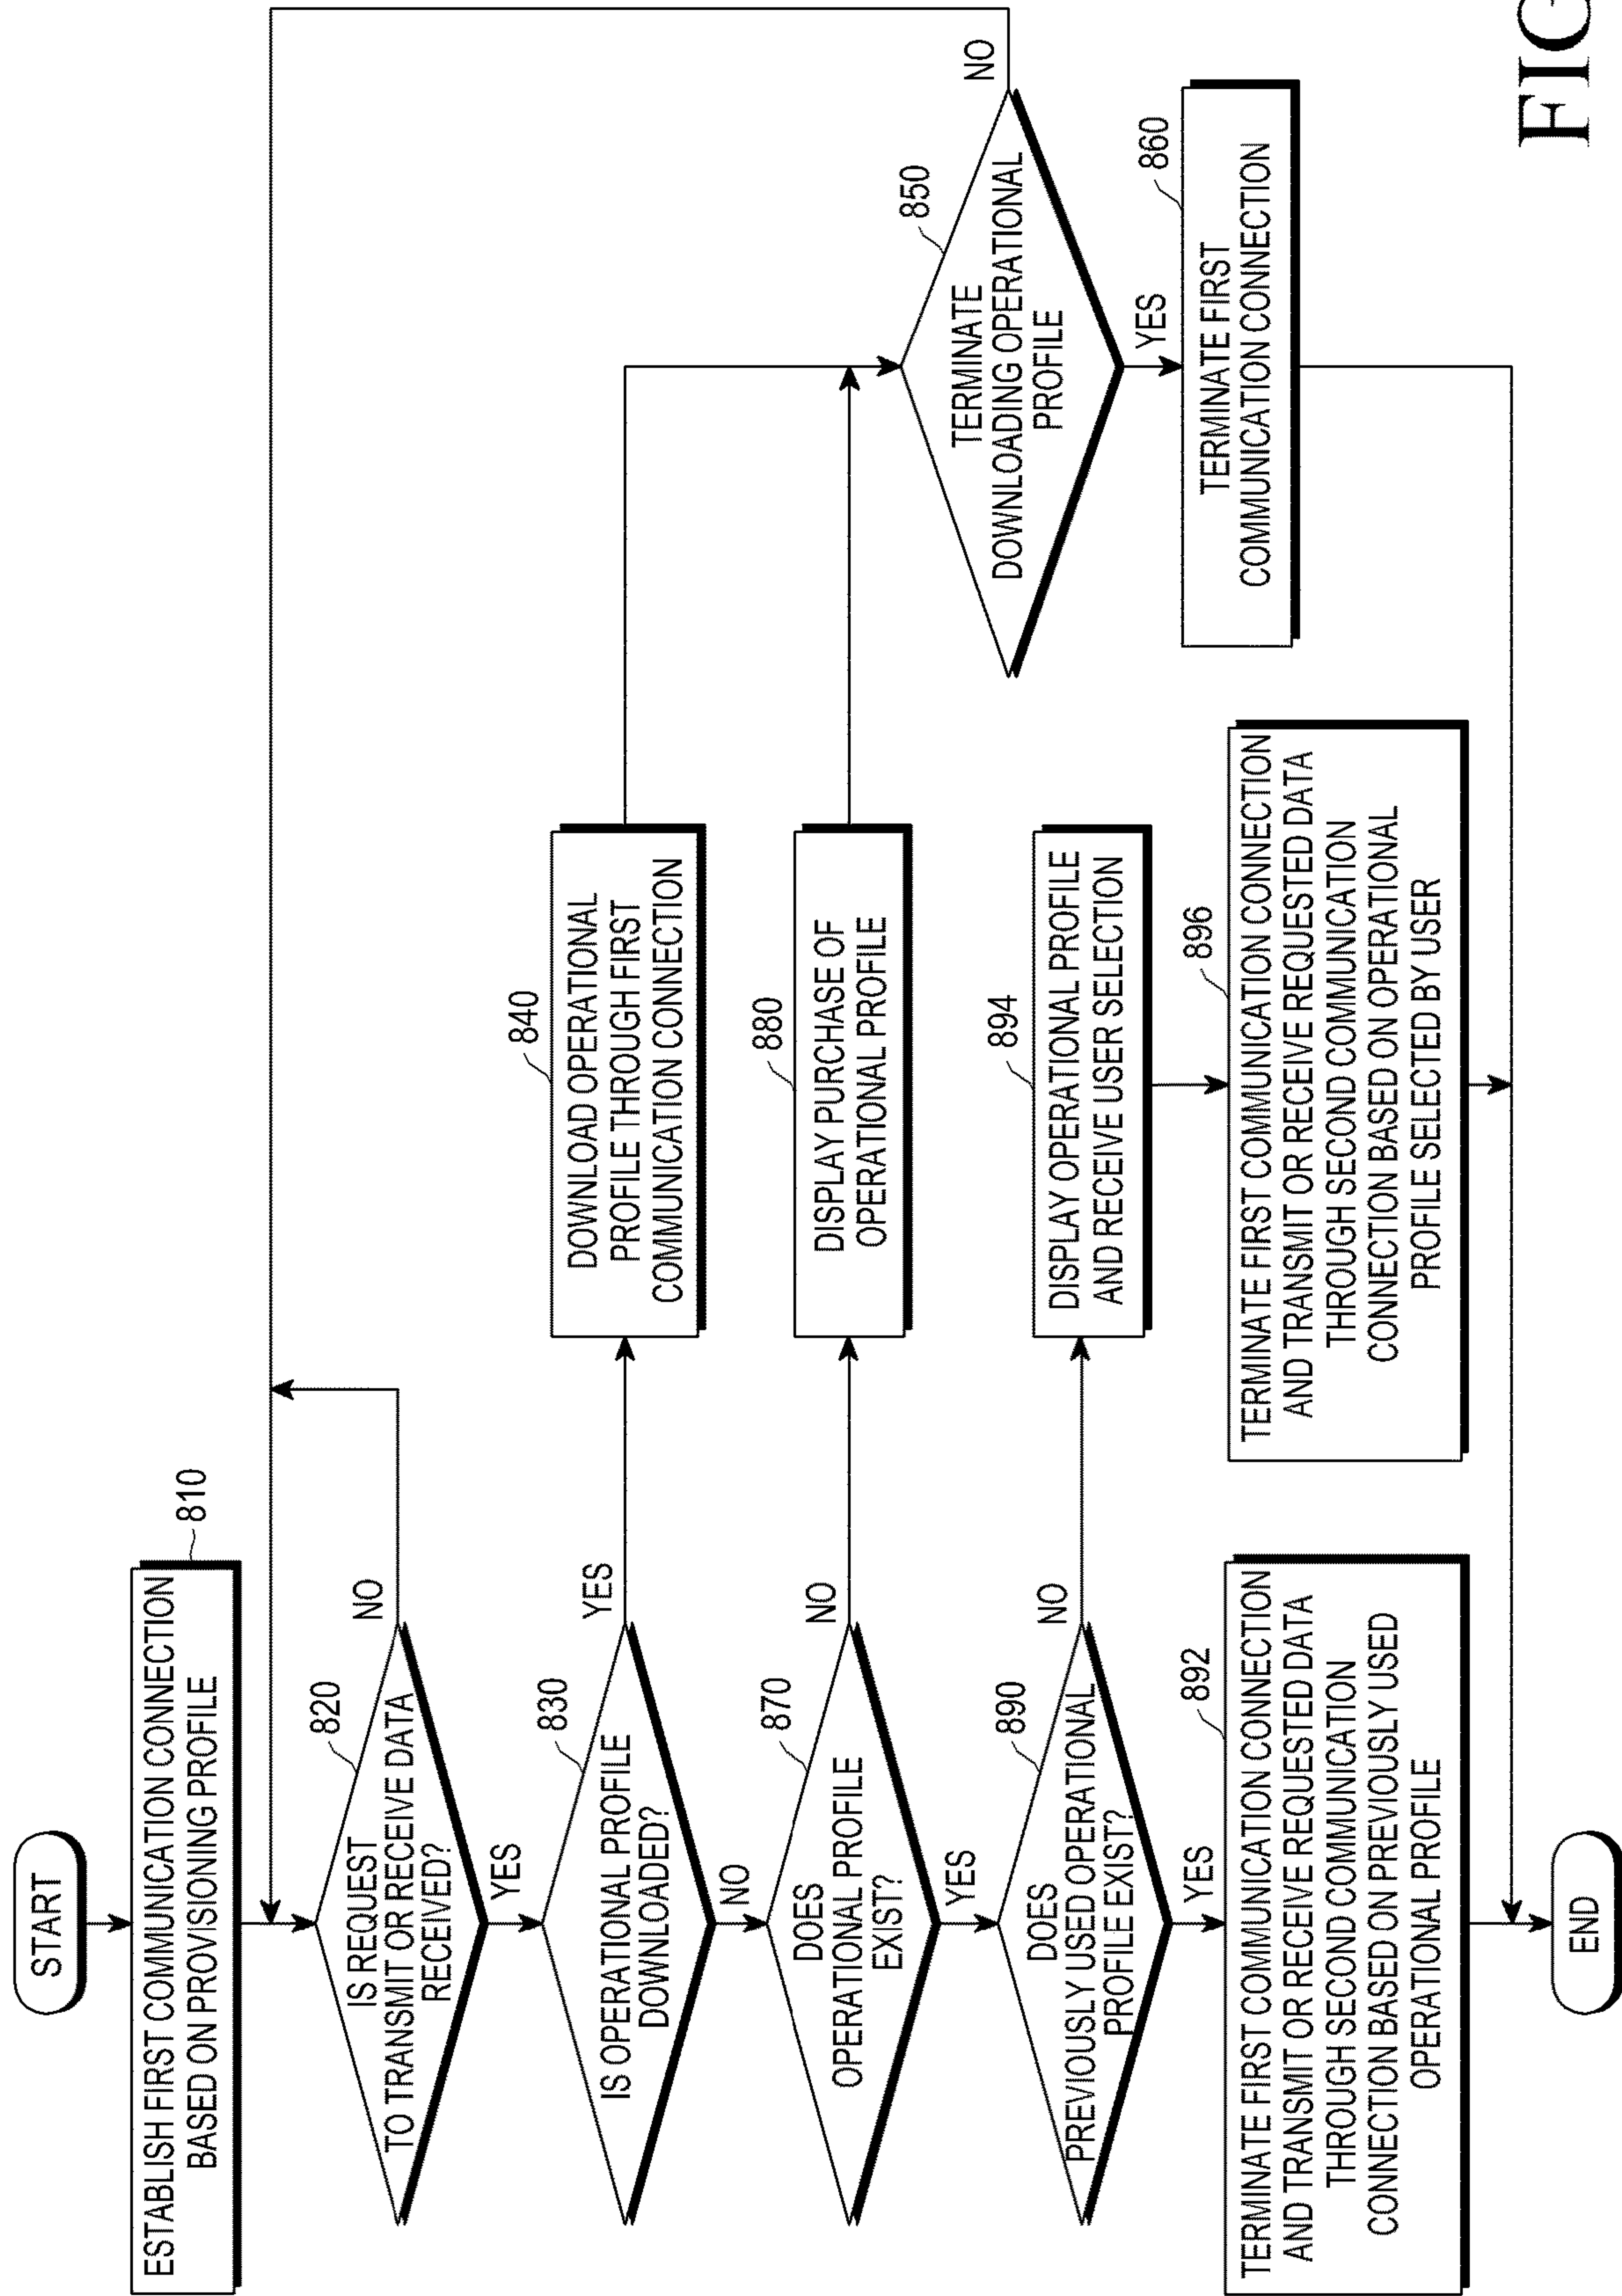 START
ESTABLISH FIRST COMMUNICATION CONNECTION
BASED ON PROVISIONING PROFILE
810
IS REQUEST
TO TRANSMIT OR RECEIVE DATA
RECEIVED?
820
NO
YES
IS OPERATIONAL PROFILE
DOWNLOADED?
830
YES
NO
DOWNLOAD OPERATIONAL
PROFILE THROUGH FIRST
COMMUNICATION CONNECTION
840
DOES
OPERATIONAL PROFILE
EXIST?
870
NO
YES
DISPLAY PURCHASE OF
OPERATIONAL PROFILE
880
TERMINATE
DOWNLOADING OPERATIONAL
PROFILE
850
NO
YES
TERMINATE FIRST
COMMUNICATION CONNECTION
860
DOES
PREVIOUSLY USED OPERATIONAL
PROFILE EXIST?
890
NO
YES
DISPLAY OPERATIONAL PROFILE
AND RECEIVE USER SELECTION
894
TERMINATE FIRST COMMUNICATION CONNECTION
AND TRANSMIT OR RECEIVE REQUESTED DATA
THROUGH SECOND COMMUNICATION
CONNECTION BASED ON PREVIOUSLY USED
OPERATIONAL PROFILE
892
TERMINATE FIRST COMMUNICATION CONNECTION
AND TRANSMIT OR RECEIVE REQUESTED DATA
THROUGH SECOND COMMUNICATION
CONNECTION BASED ON OPERATIONAL
PROFILE SELECTED BY USER
896
END
FIG